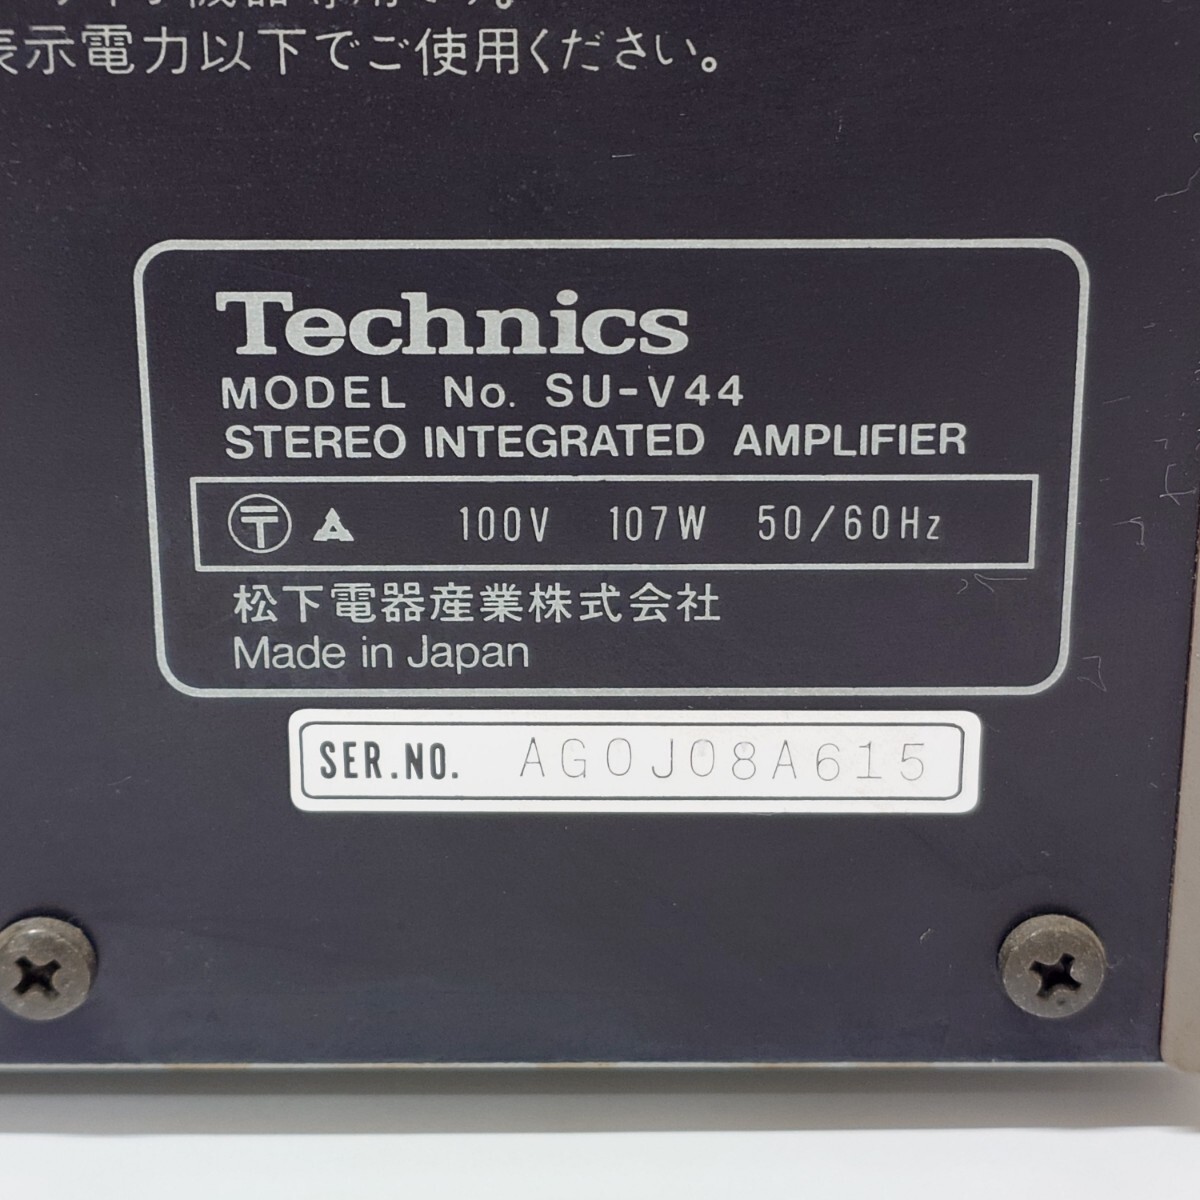 表示電力以下でご使用ください。
Technics
MODEL No. SU-V44
STEREO INTEGRATED AMPLIFIER
〶 100V 107W 50/60Hz
松下電器産業株式会社
Made in Japan
SER.NO. AG0J08A615